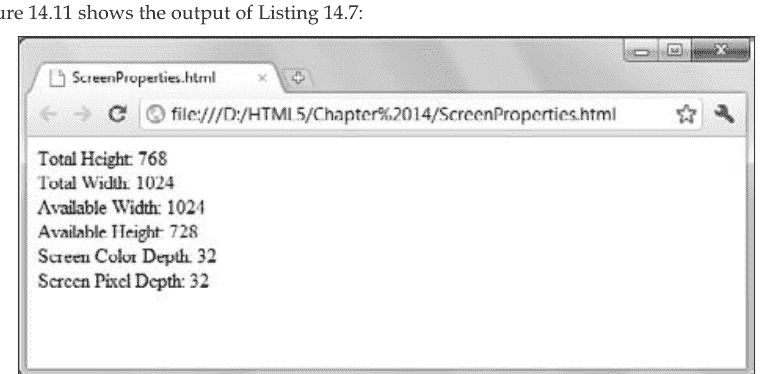 ure 14.11 shows the output of Listing 14.7:
ScreenProperties.html
file:///D:/HTML5/Chapter%2014/ScreenProperties.html
Total Height: 768
Total Width: 1024
Available Width: 1024
Available Height: 728
Screen Color Depth: 32
Screen Pixel Depth: 32